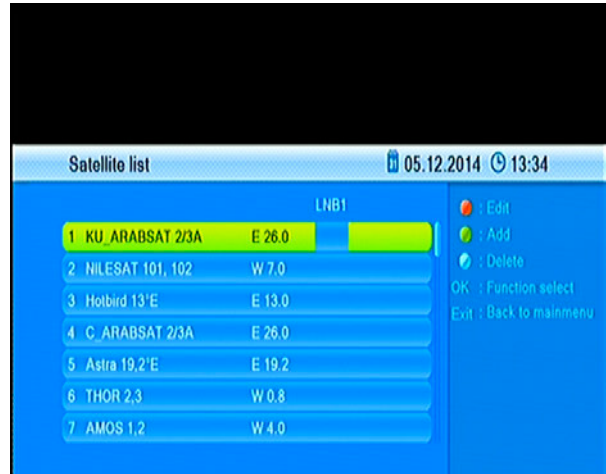 Satellite list 31 05.12.2014 13:34
LNB1
1 KU_ARABSAT 2/3A E 26.0
2 NILESAT 101, 102 W 7.0
3 Hotbird 13°E E 13.0
4 C_ARABSAT 2/3A E 26.0
5 Astra 19,2°E E 19.2
6 THOR 2,3 W 0.8
7 AMOS 1,2 W 4.0
: Edit
: Add
: Delete
OK : Function select
Exit : Back to mainmenu